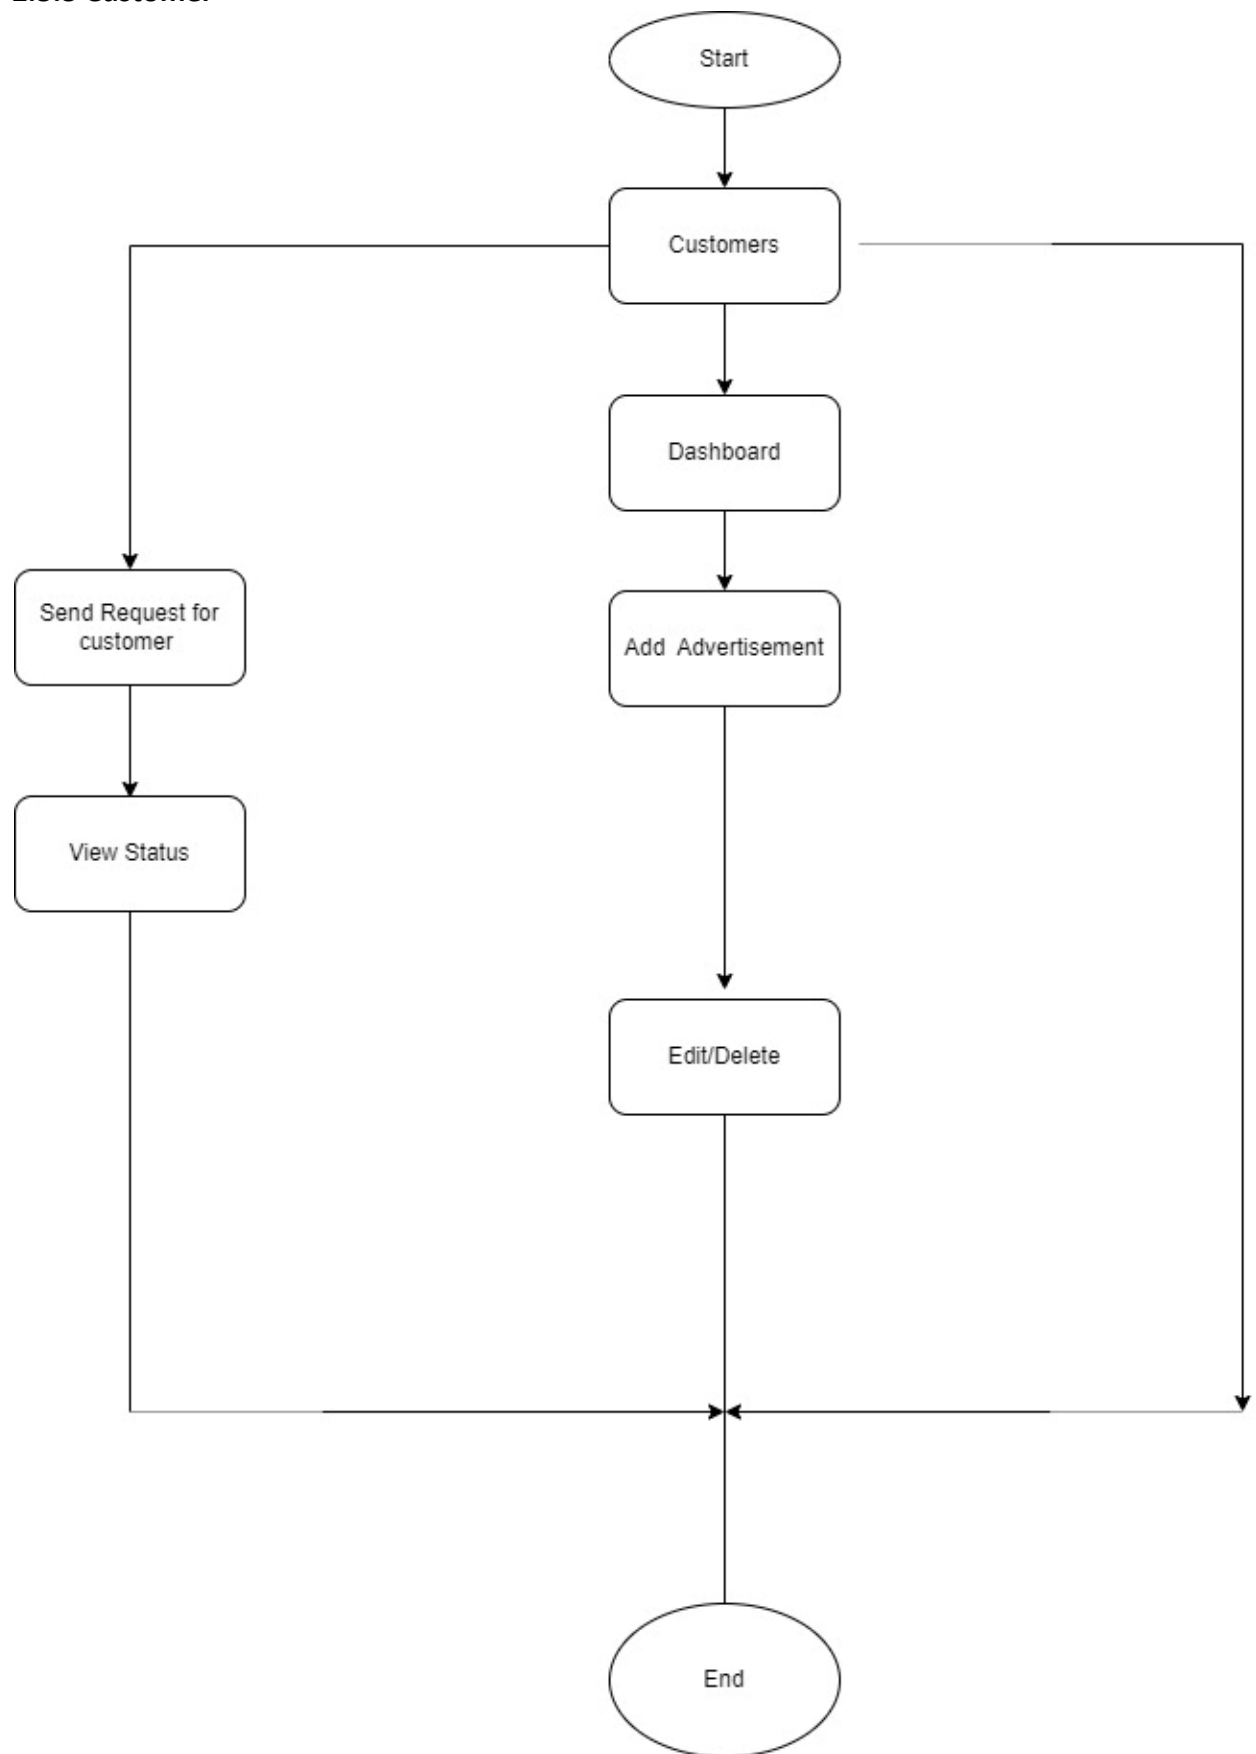 Start
Customers
Dashboard
Send Request for
customer
Add  Advertisement
View Status
Edit/Delete
End